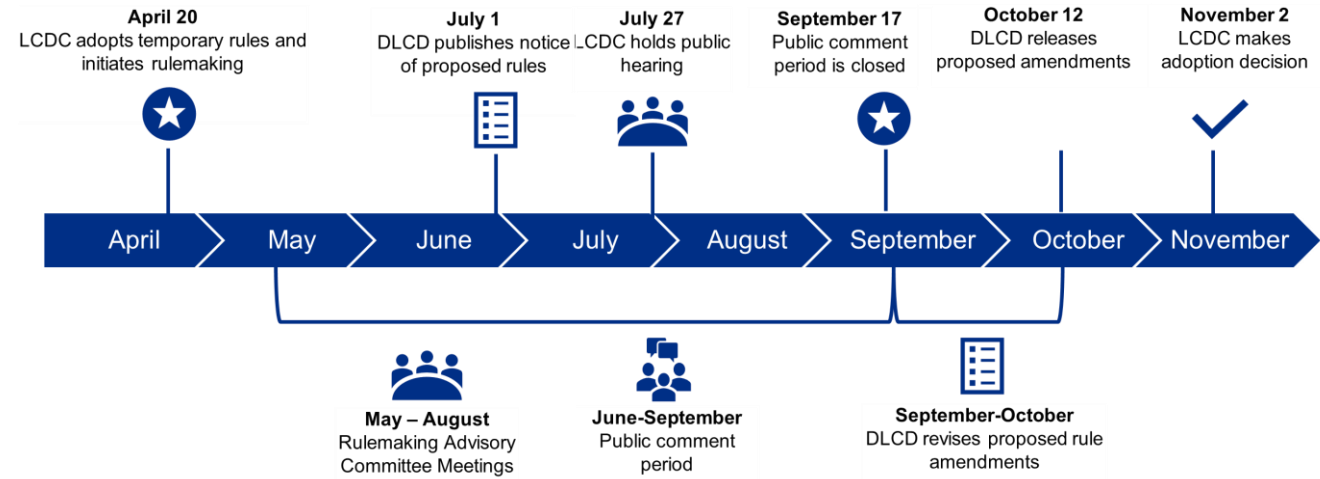 April 20
LCDC adopts temporary rules and
initiates rulemaking
July 1
DLCD publishes notice
of proposed rules
July 27
LCDC holds public
hearing
September 17
Public comment
period is closed
October 12
DLCD releases
proposed amendments
November 2
LCDC makes
adoption decision
April
May
June
July
August
September
October
November
May – August
Rulemaking Advisory
Committee Meetings
June-September
Public comment
period
September-October
DLCD revises proposed rule
amendments